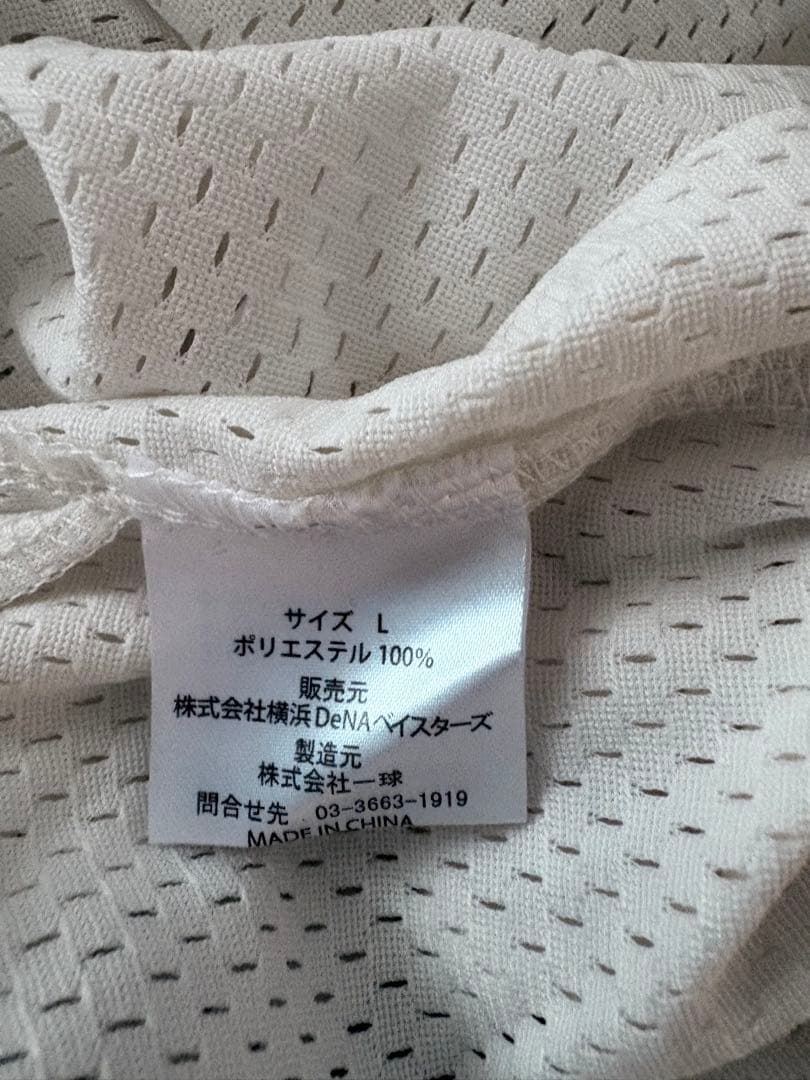 サイズ L
ポリエステル 100%
販売元
株式会社横浜DeNAベイスターズ
製造元
株式会社一球
問合せ先 03-3663-1919
MADE IN CHINA